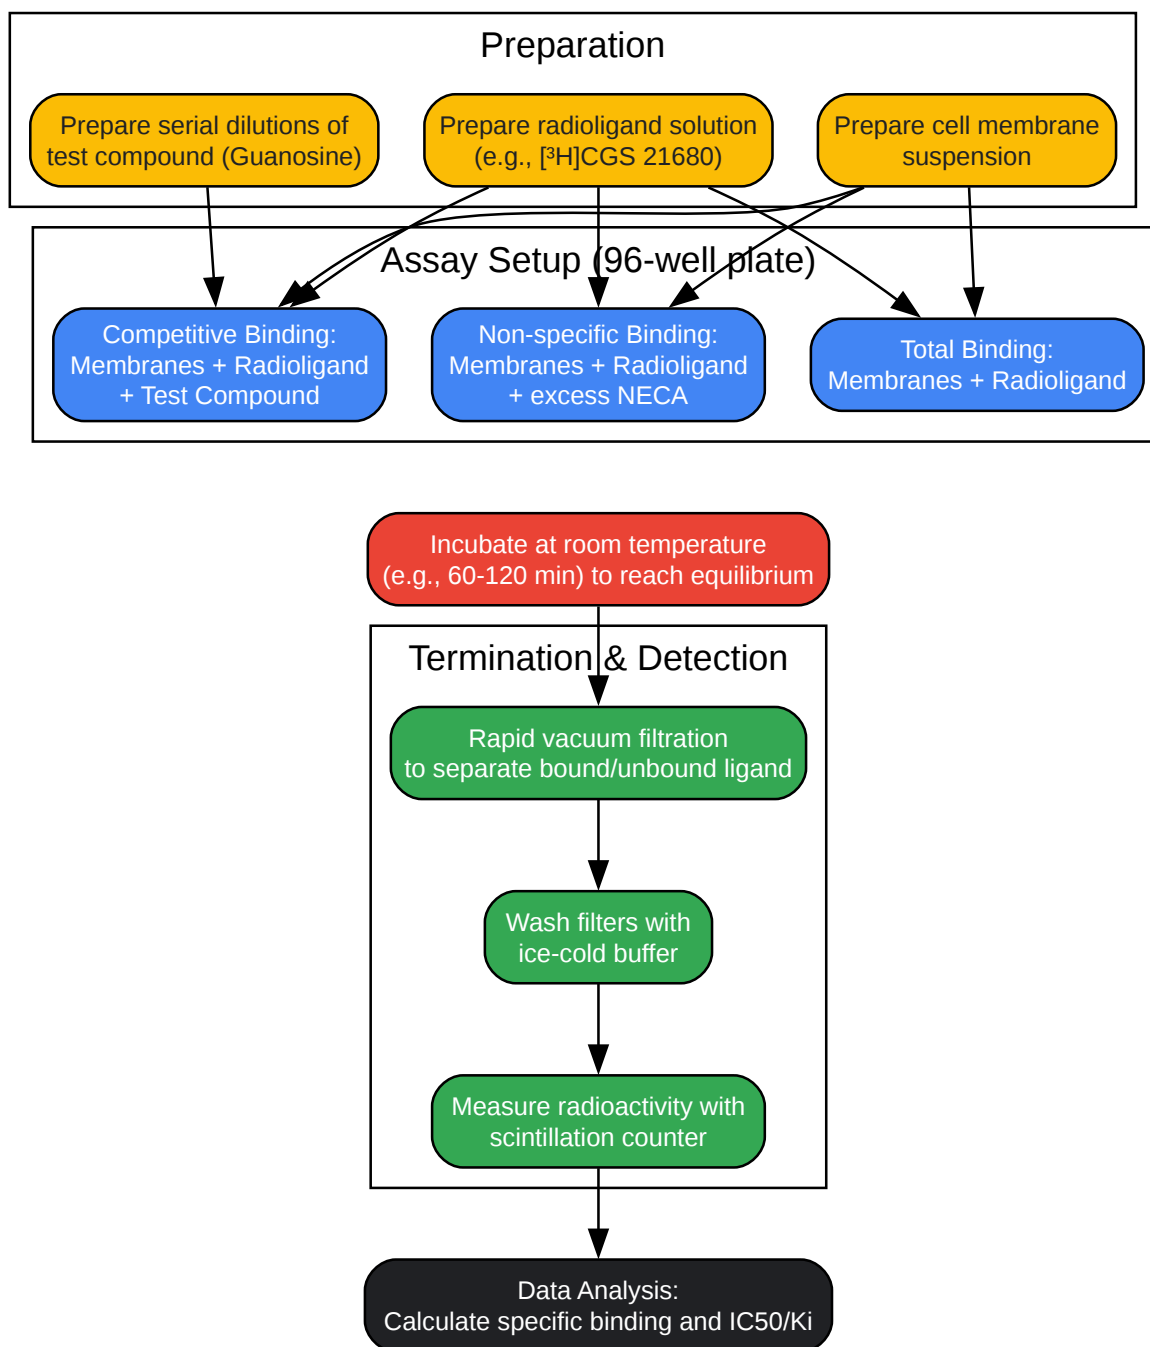 Preparation
Prepare serial dilutions of
test compound (Guanosine)
Prepare radioligand solution
(e.g., [³H]CGS 21680)
Prepare cell membrane
suspension
Assay Setup (96-well plate)
Competitive Binding:
Membranes + Radioligand
+ Test Compound
Non-specific Binding:
Membranes + Radioligand
+ excess NECA
Total Binding:
Membranes + Radioligand
Incubate at room temperature
(e.g., 60-120 min) to reach equilibrium
Termination & Detection
Rapid vacuum filtration
to separate bound/unbound ligand
Wash filters with
ice-cold buffer
Measure radioactivity with
scintillation counter
Data Analysis:
Calculate specific binding and IC50/Ki